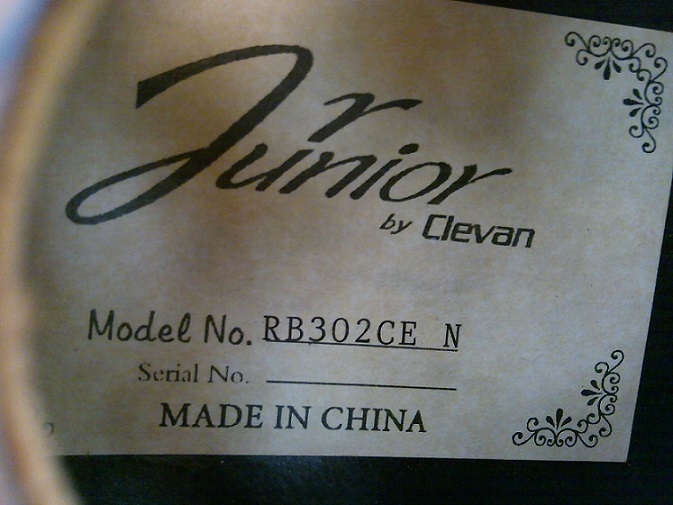 Junior
by Clevan
Model No. RB302CE N
Serial No.
MADE IN CHINA